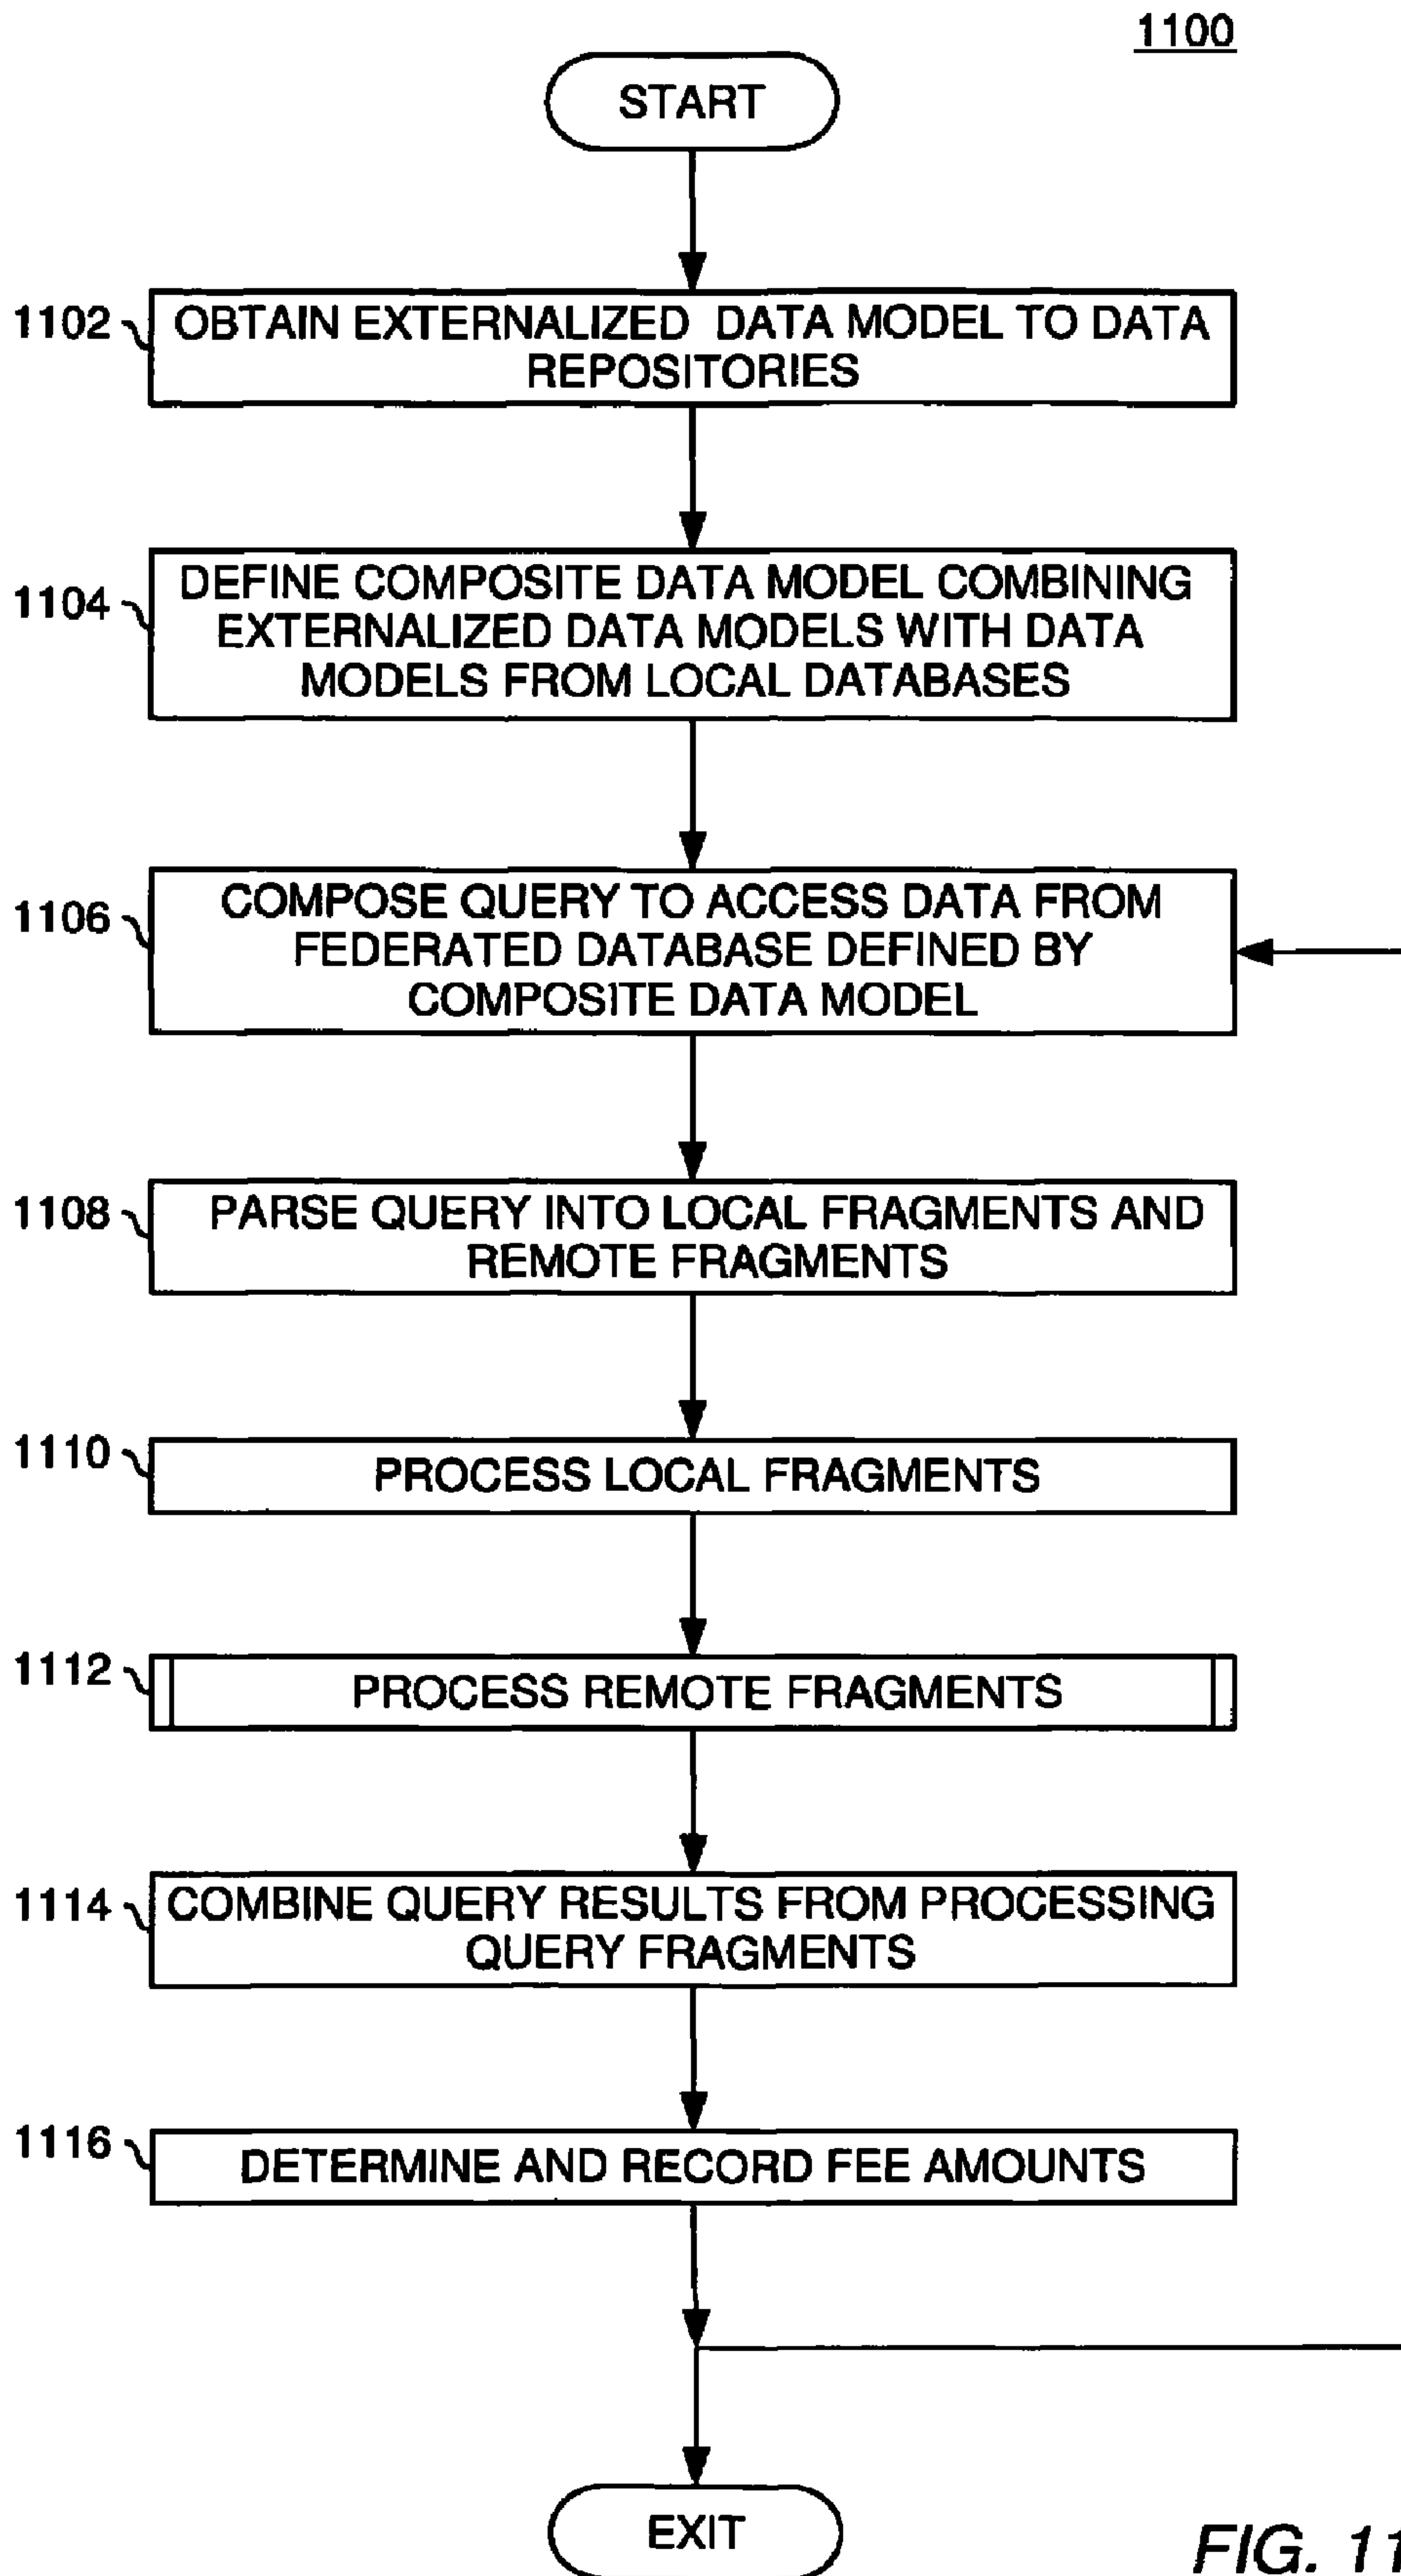 1100
START
1102
OBTAIN EXTERNALIZED DATA MODEL TO DATA
REPOSITORIES
1104
DEFINE COMPOSITE DATA MODEL COMBINING
EXTERNALIZED DATA MODELS WITH DATA
MODELS FROM LOCAL DATABASES
1106
COMPOSE QUERY TO ACCESS DATA FROM
FEDERATED DATABASE DEFINED BY
COMPOSITE DATA MODEL
1108
PARSE QUERY INTO LOCAL FRAGMENTS AND
REMOTE FRAGMENTS
1110
PROCESS LOCAL FRAGMENTS
1112
PROCESS REMOTE FRAGMENTS
1114
COMBINE QUERY RESULTS FROM PROCESSING
QUERY FRAGMENTS
1116
DETERMINE AND RECORD FEE AMOUNTS
EXIT
FIG. 11